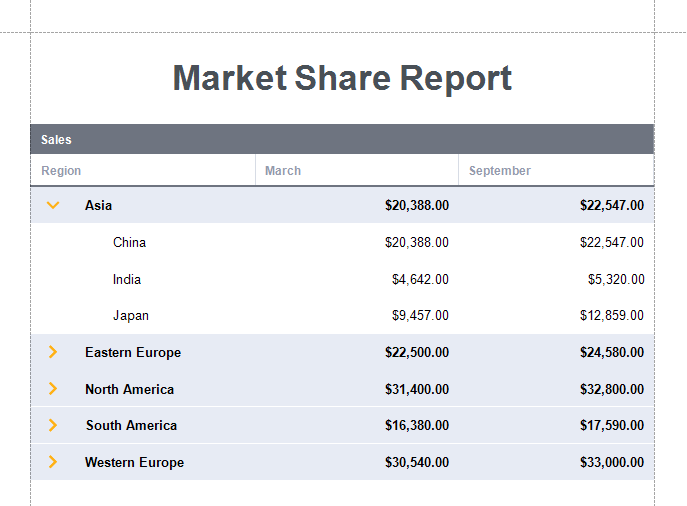 Market Share Report
Sales
Region March September
Asia $20,388.00 $22,547.00
China $20,388.00 $22,547.00
India $4,642.00 $5,320.00
Japan $9,457.00 $12,859.00
Eastern Europe $22,500.00 $24,580.00
North America $31,400.00 $32,800.00
South America $16,380.00 $17,590.00
Western Europe $30,540.00 $33,000.00